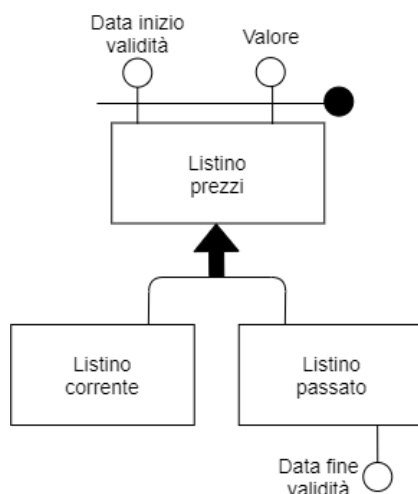 Data inizio
validità
Valore
Listino
prezzi
Listino
corrente
Listino
passato
Data fine
validità